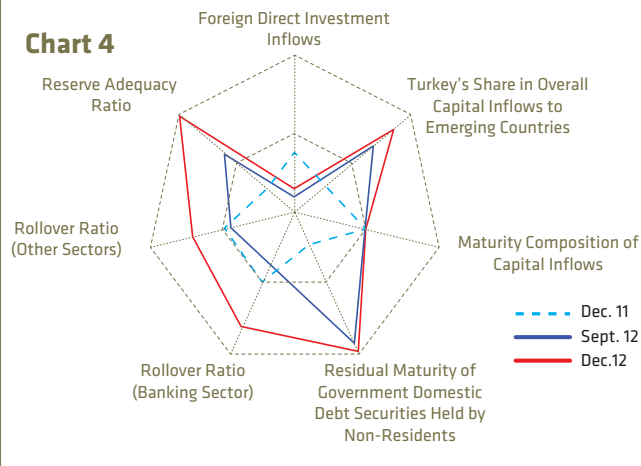 Chart 4
Foreign Direct Investment
Inflows
Turkey's Share in Overall
Capital Inflows to
Emerging Countries
Maturity Composition of
Capital Inflows
Residual Maturity of
Government Domestic
Debt Securities Held by
Non-Residents
Rollover Ratio
(Banking Sector)
Rollover Ratio
(Other Sectors)
Reserve Adequacy
Ratio
Dec. 11
Sept. 12
Dec.12